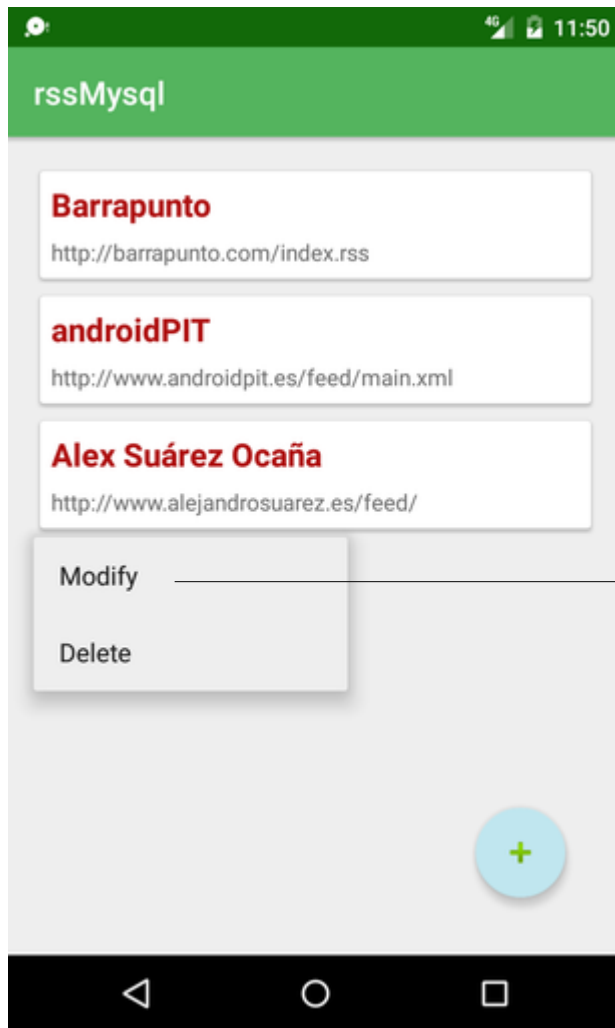 4G 11:50
rssMysql
Barrapunto
http://barrapunto.com/index.rss
androidPIT
http://www.androidpit.es/feed/main.xml
Alex Suárez Ocaña
http://www.alejandrosuarez.es/feed/
Modify
Delete
+